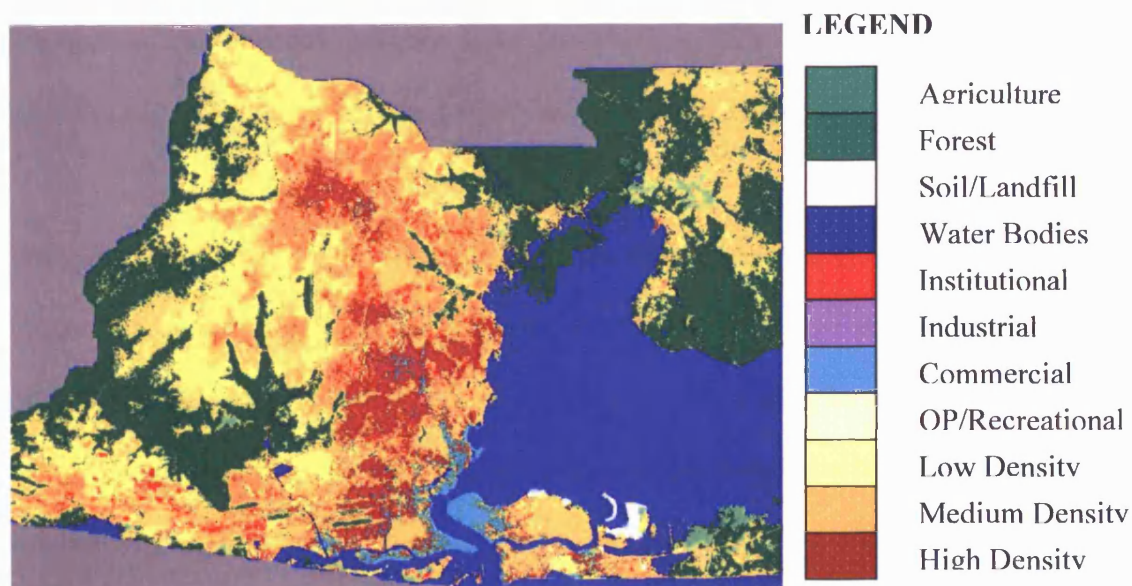 LEGEND
Agriculture
Forest
Soil/Landfill
Water Bodies
Institutional
Industrial
Commercial
OP/Recreational
Low Density
Medium Density
High Density